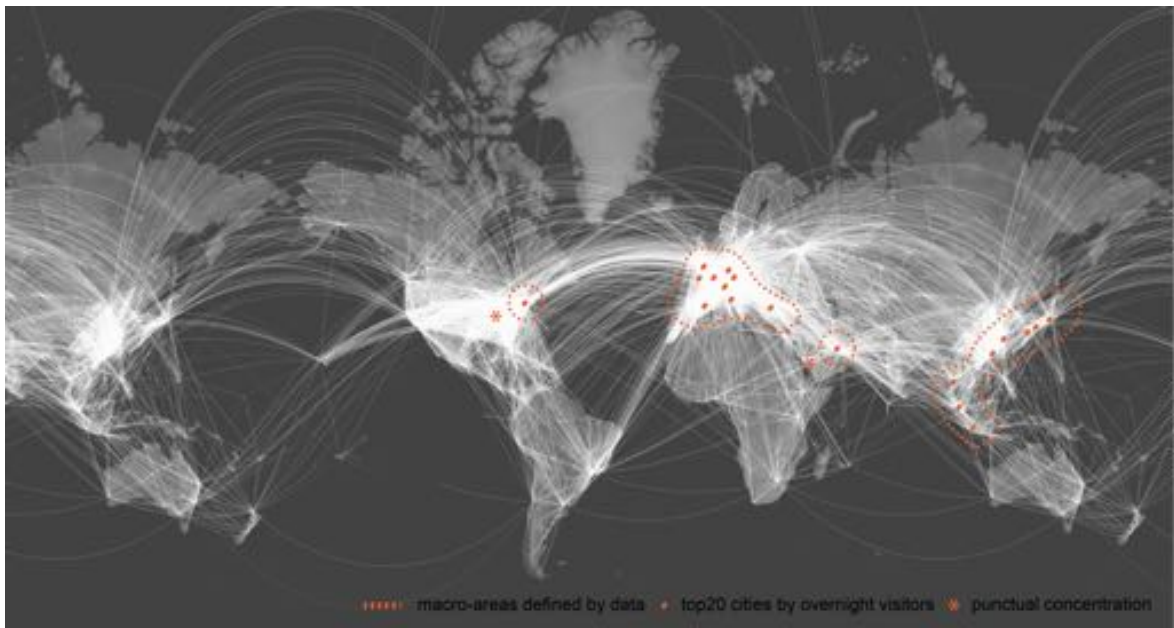 macro-areas defined by data top20 cities by overnight visitors punctual concentration